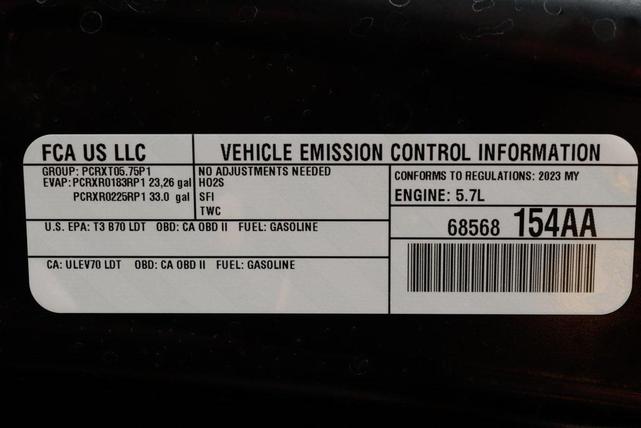 FCA US LLC
VEHICLE EMISSION CONTROL INFORMATION
GROUP: PCRXT05.75P1
EVAP: PCRXR0183RP1 23,26 gal
PCRXR0225RP1 33.0 gal
NO ADJUSTMENTS NEEDED
HO2S
SFI
TWC
CONFORMS TO REGULATIONS: 2023 MY
ENGINE: 5.7L
68568 154AA
U.S. EPA: T3 B70 LDT OBD: CA OBD II FUEL: GASOLINE
CA: ULEV70 LDT OBD: CA OBD II FUEL: GASOLINE